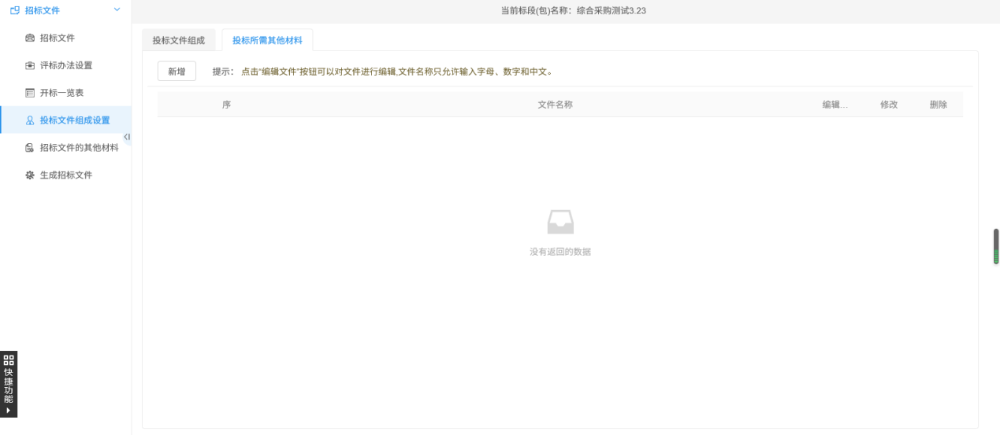 招标文件
当前标段(包)名称：综合采购测试3.23
招标文件
评标办法设置
开标一览表
投标文件组成设置
招标文件的其他材料
生成招标文件
快捷功能
投标文件组成
投标所需其他材料
新增
提示： 点击“编辑文件”按钮可以对文件进行编辑,文件名称只允许输入字母、数字和中文。
序 文件名称 编辑... 修改 删除
没有返回的数据